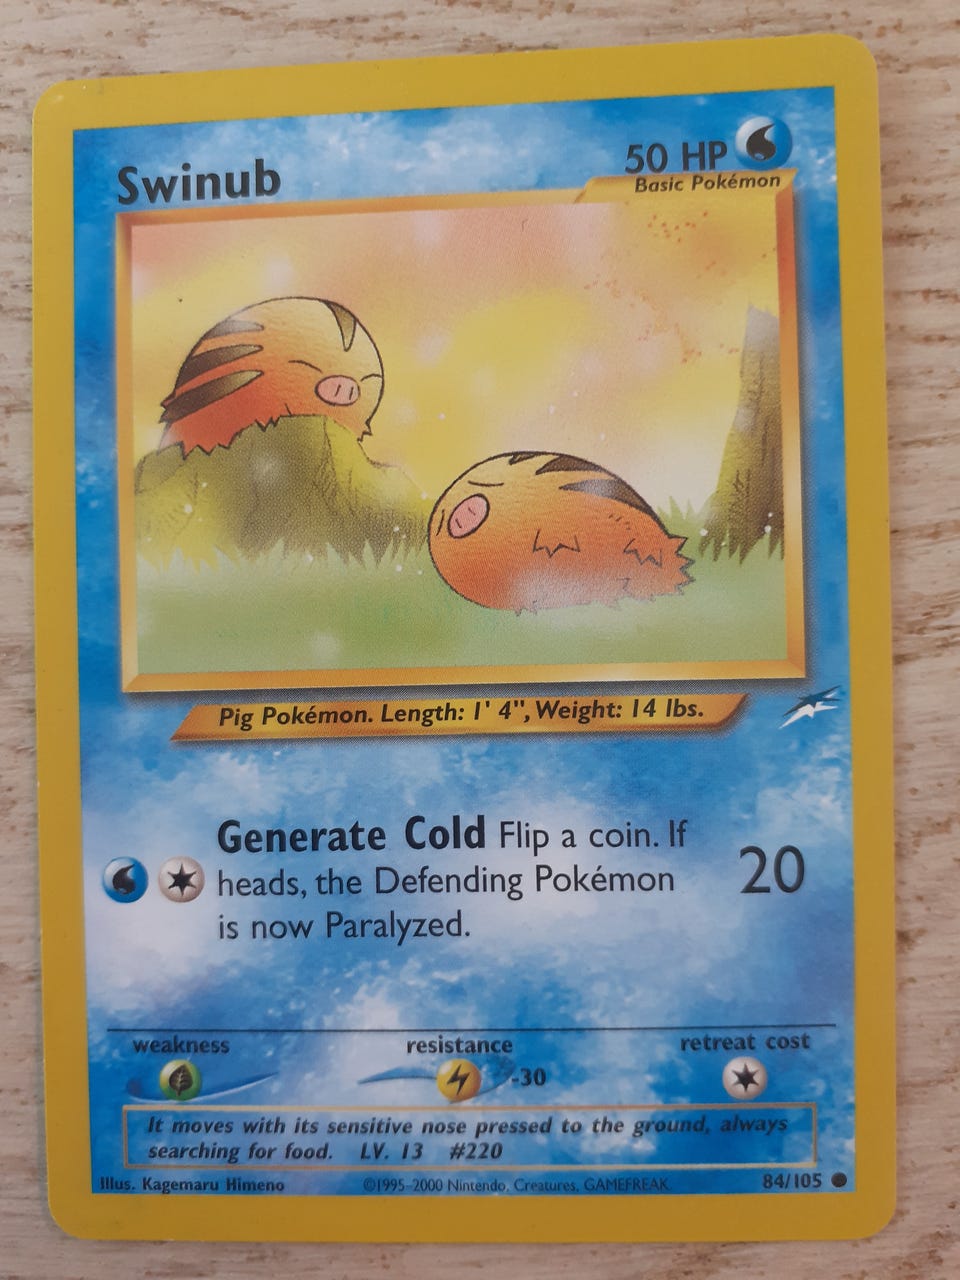 Swinub
50 HP
Basic Pokémon
Pig Pokémon. Length: 1' 4", Weight: 14 lbs.
Generate Cold Flip a coin. If
heads, the Defending Pokémon
is now Paralyzed.
20
weakness
resistance
retreat cost
-30
It moves with its sensitive nose pressed to the ground, always
searching for food. LV. 13 #220
Illus. Kagemaru Himeno
©1995-2000 Nintendo, Creatures, GAMEFREAK.
84/105